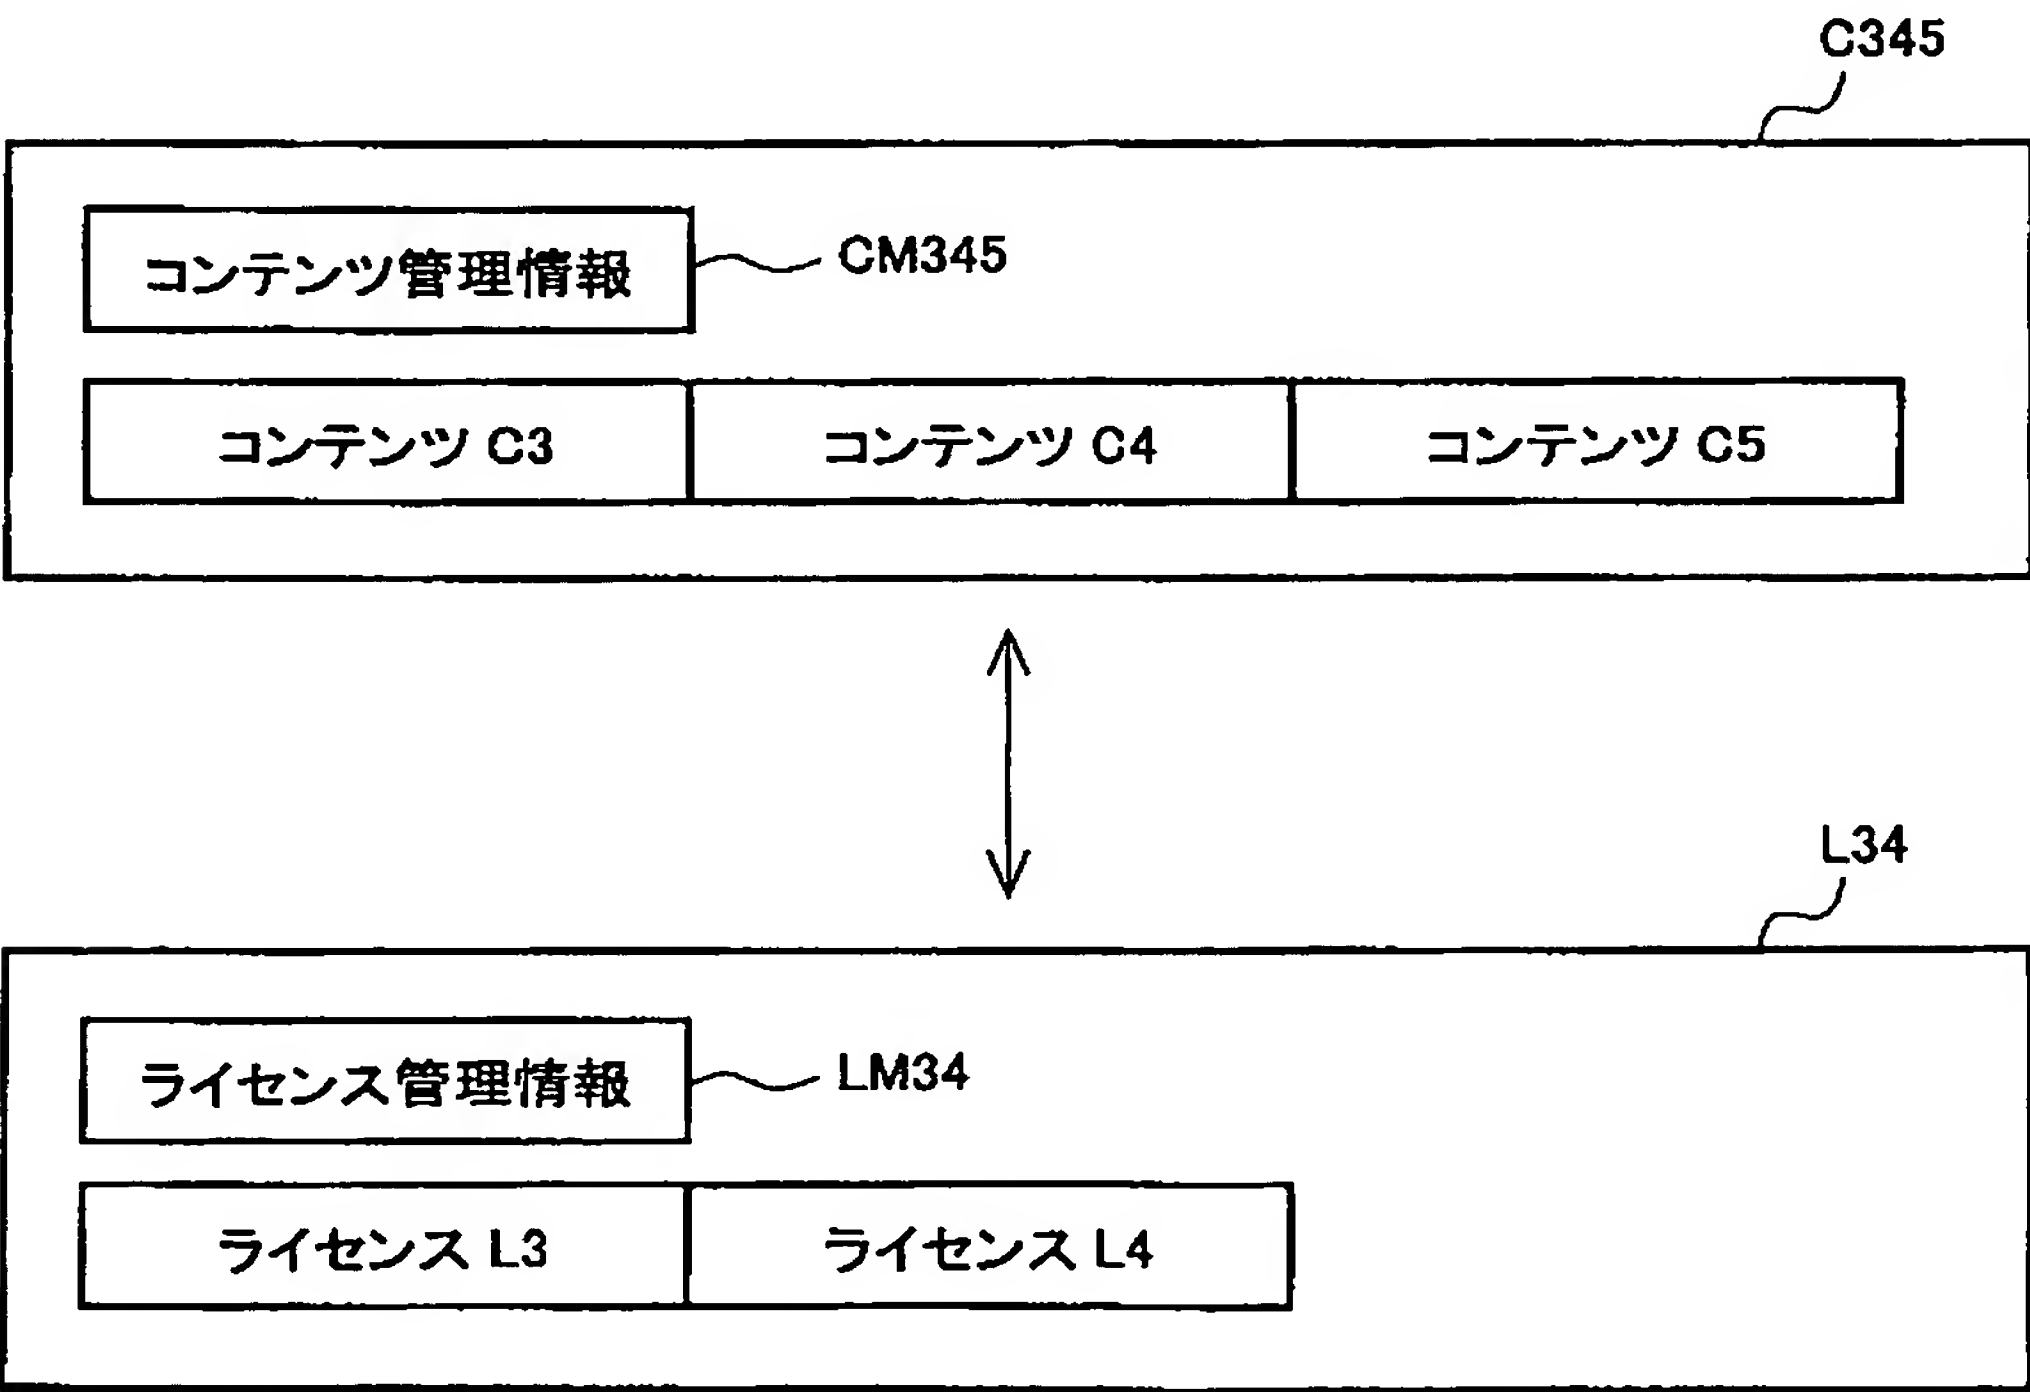 C345
コンテンツ管理情報
CM345
コンテンツ C3
コンテンツ C4
コンテンツ C5
L34
ライセンス管理情報
LM34
ライセンス L3
ライセンス L4